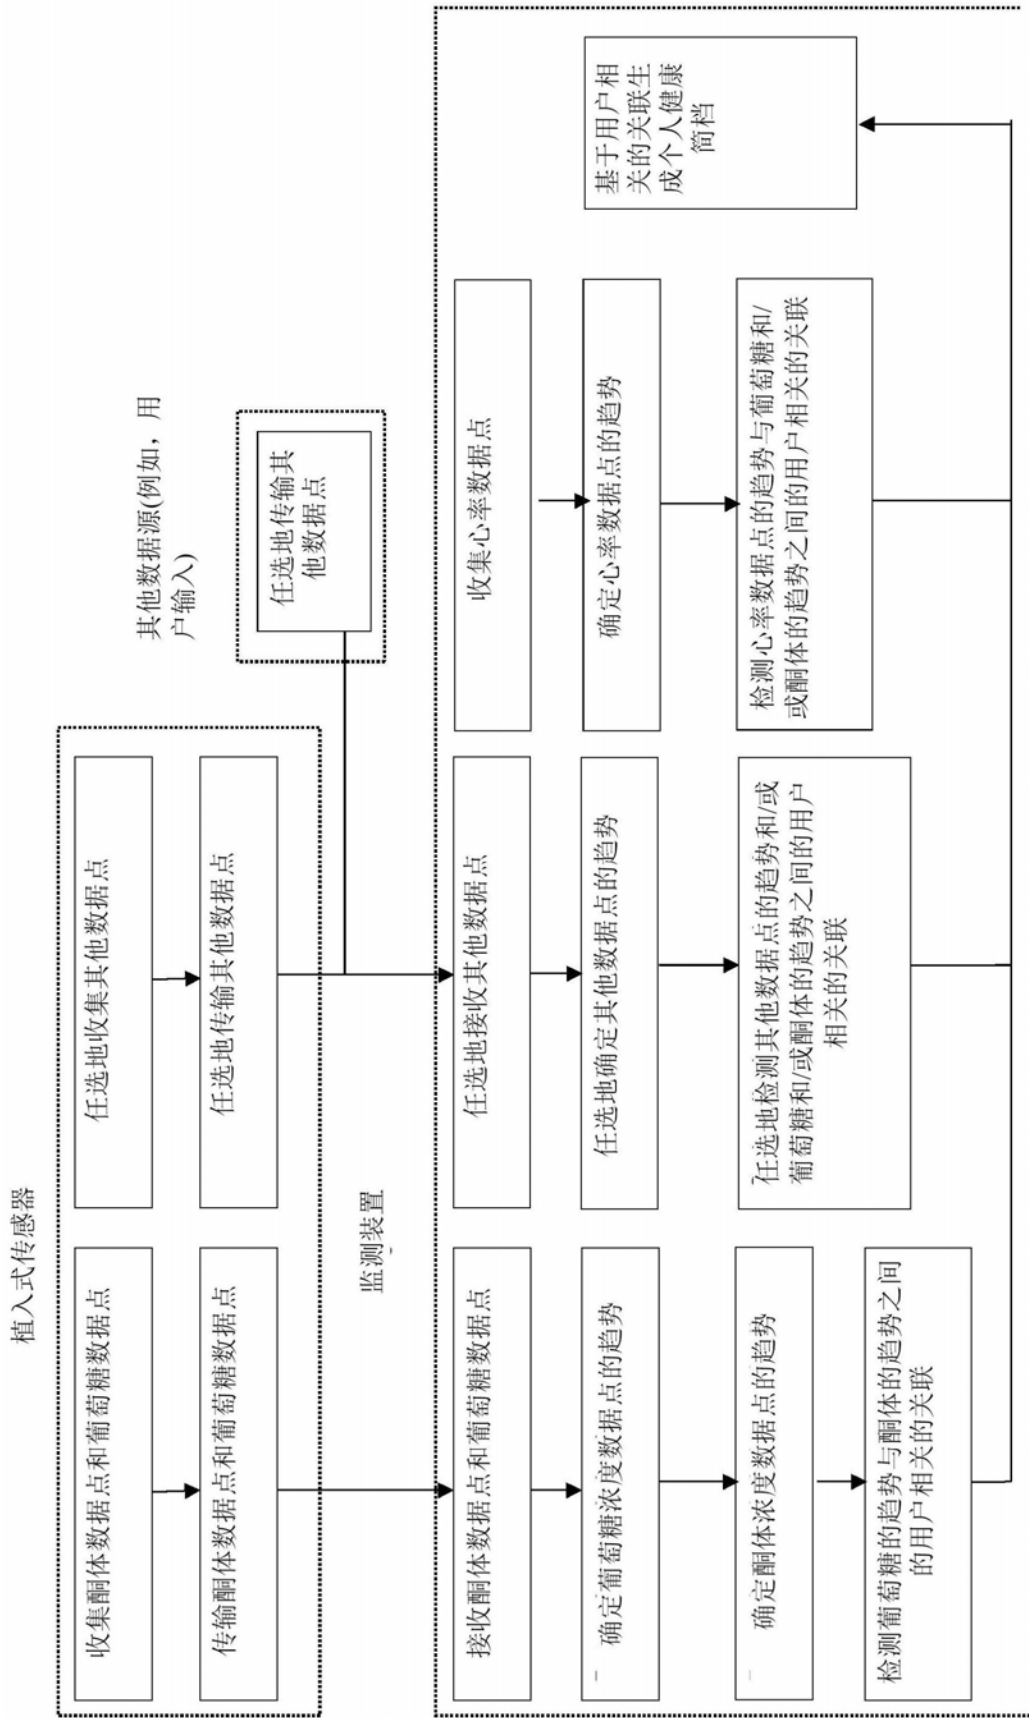 植入式传感器
收集酮体数据点和葡萄糖数据点
传输酮体数据点和葡萄糖数据点
任选地收集其他数据点
任选地传输其他数据点
其他数据源(例如，用
户输入)
任选地传输其
他数据点
监测装置
接收酮体数据点和葡萄糖数据点
确定葡萄糖浓度数据点的趋势
确定酮体浓度数据点的趋势
检测葡萄糖的趋势与酮体的趋势之间
的用户相关的关联
任选地接收其他数据点
任选地确定其他数据点的趋势
任选地检测其他数据点的趋势和/或
葡萄糖和/或酮体的趋势之间的用户
相关的关联
收集心率数据点
确定心率数据点的趋势
检测心率数据点的趋势与葡萄糖和/
或酮体的趋势之间的用户相关的关联
基于用户相
关的关联生
成个人健康
简档